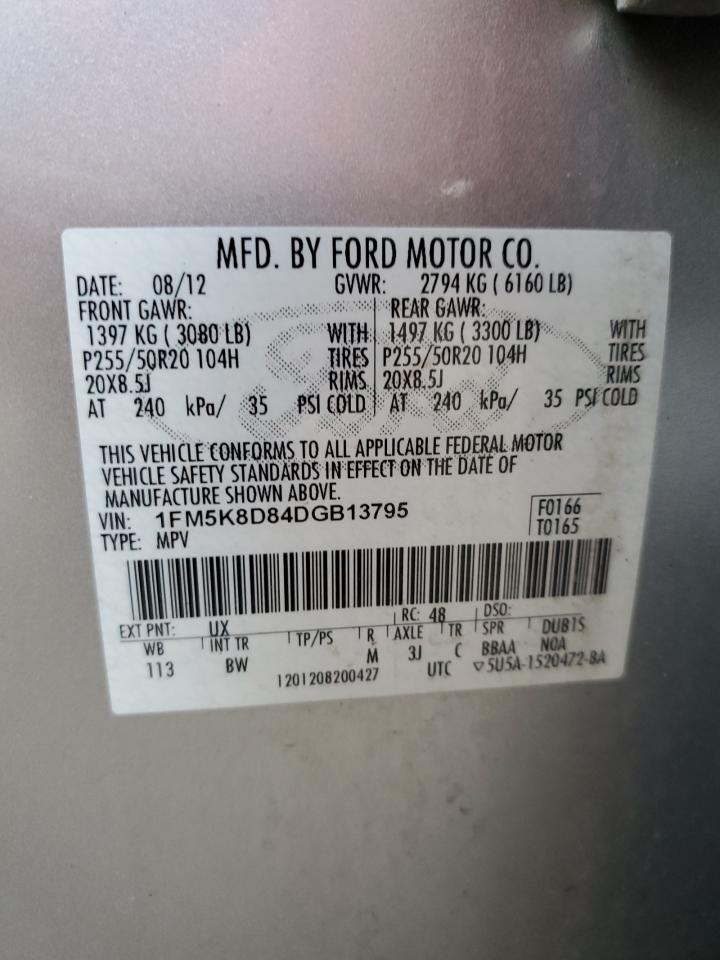 MFD. BY FORD MOTOR CO.
DATE: 08/12 GVWR: 2794 KG ( 6160 LB)
FRONT GAWR: REAR GAWR:
1397 KG ( 3080 LB) WITH 1497 KG ( 3300 LB) WITH
P255/50R20 104H TIRES P255/50R20 104H TIRES
20X8.5J RIMS 20X8.5J RIMS
AT 240 kPa/ 35 PSI COLD AT 240 kPa/ 35 PSI COLD
THIS VEHICLE CONFORMS TO ALL APPLICABLE FEDERAL MOTOR
VEHICLE SAFETY STANDARDS IN EFFECT ON THE DATE OF
MANUFACTURE SHOWN ABOVE.
VIN: 1FM5K8D84DGB13795 F0166
TYPE: MPV T0165
EXT PNT: UX RC: 48 DSO:
WB INT TR TP/PS R AXLE TR SPR DUB1S
113 BW M 3J C BBAA NOA
1201208200427 UTC ▽5U5A-1520472-BA